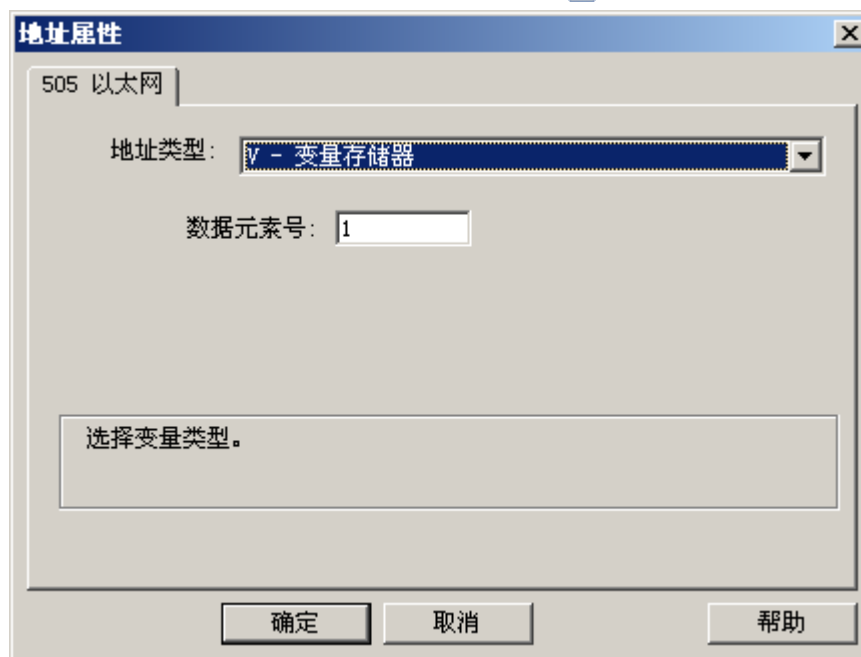 地址属性
505 以太网
地址类型:
V - 变量存储器
数据元素号:
1
选择变量类型。
确定
取消
帮助